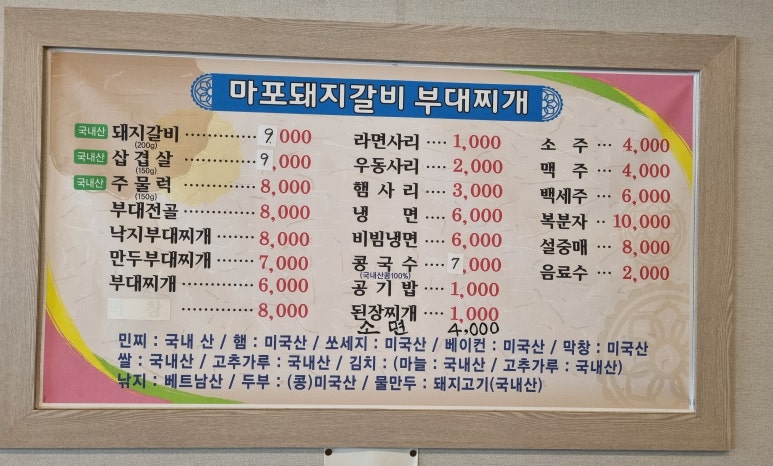 마포돼지갈비 부대찌개
국내산 돼지갈비 ············ 9,000
(200g)
국내산 삼겹살 ············ 9,000
(150g)
국내산 주물럭 ············ 8,000
(150g)
부대전골 ············ 8,000
낙지부대찌개 ········ 8,000
만두부대찌개 ········ 7,000
부대찌개 ············ 6,000
8,000
라면사리 ···· 1,000
우동사리 ···· 2,000
햄사리 ···· 3,000
냉면 ···· 6,000
비빔냉면 ···· 6,000
콩국수 ·· 7,000
(국내산콩100%)
공기밥 ···· 1,000
된장찌개 ···· 1,000
소면 4,000
소주 ··· 4,000
맥주 ··· 4,000
백세주 ··· 6,000
복분자 ·· 10,000
설중매 ··· 8,000
음료수 ··· 2,000
민찌 : 국내 산 / 햄 : 미국산 / 쏘세지 : 미국산 / 베이컨 : 미국산 / 막창 : 미국산
쌀 : 국내산 / 고추가루 : 국내산 / 김치 : (마늘 : 국내산 / 고추가루 : 국내산)
낚지 : 베트남산 / 두부 : (콩)미국산 / 물만두 : 돼지고기(국내산)